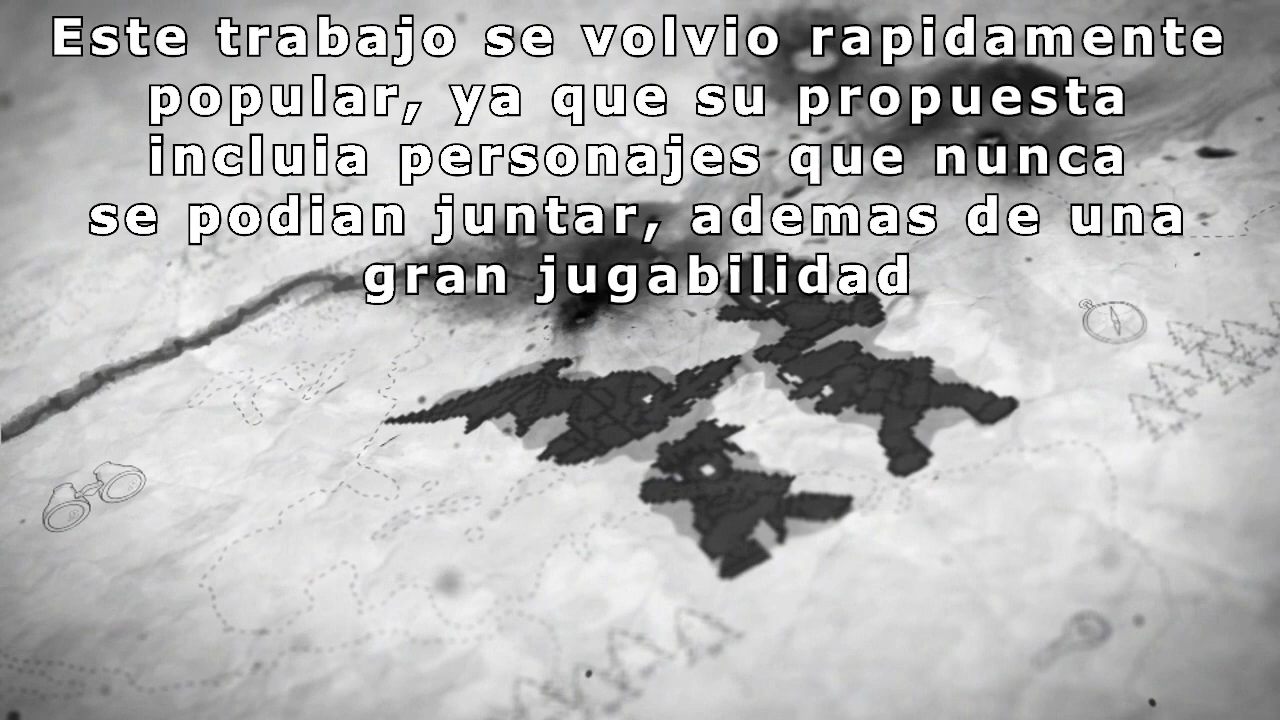 Este trabajo se volvio rapidamente
popular, ya que su propuesta
incluia personajes que nunca
se podian juntar, ademas de una
gran jugabilidad